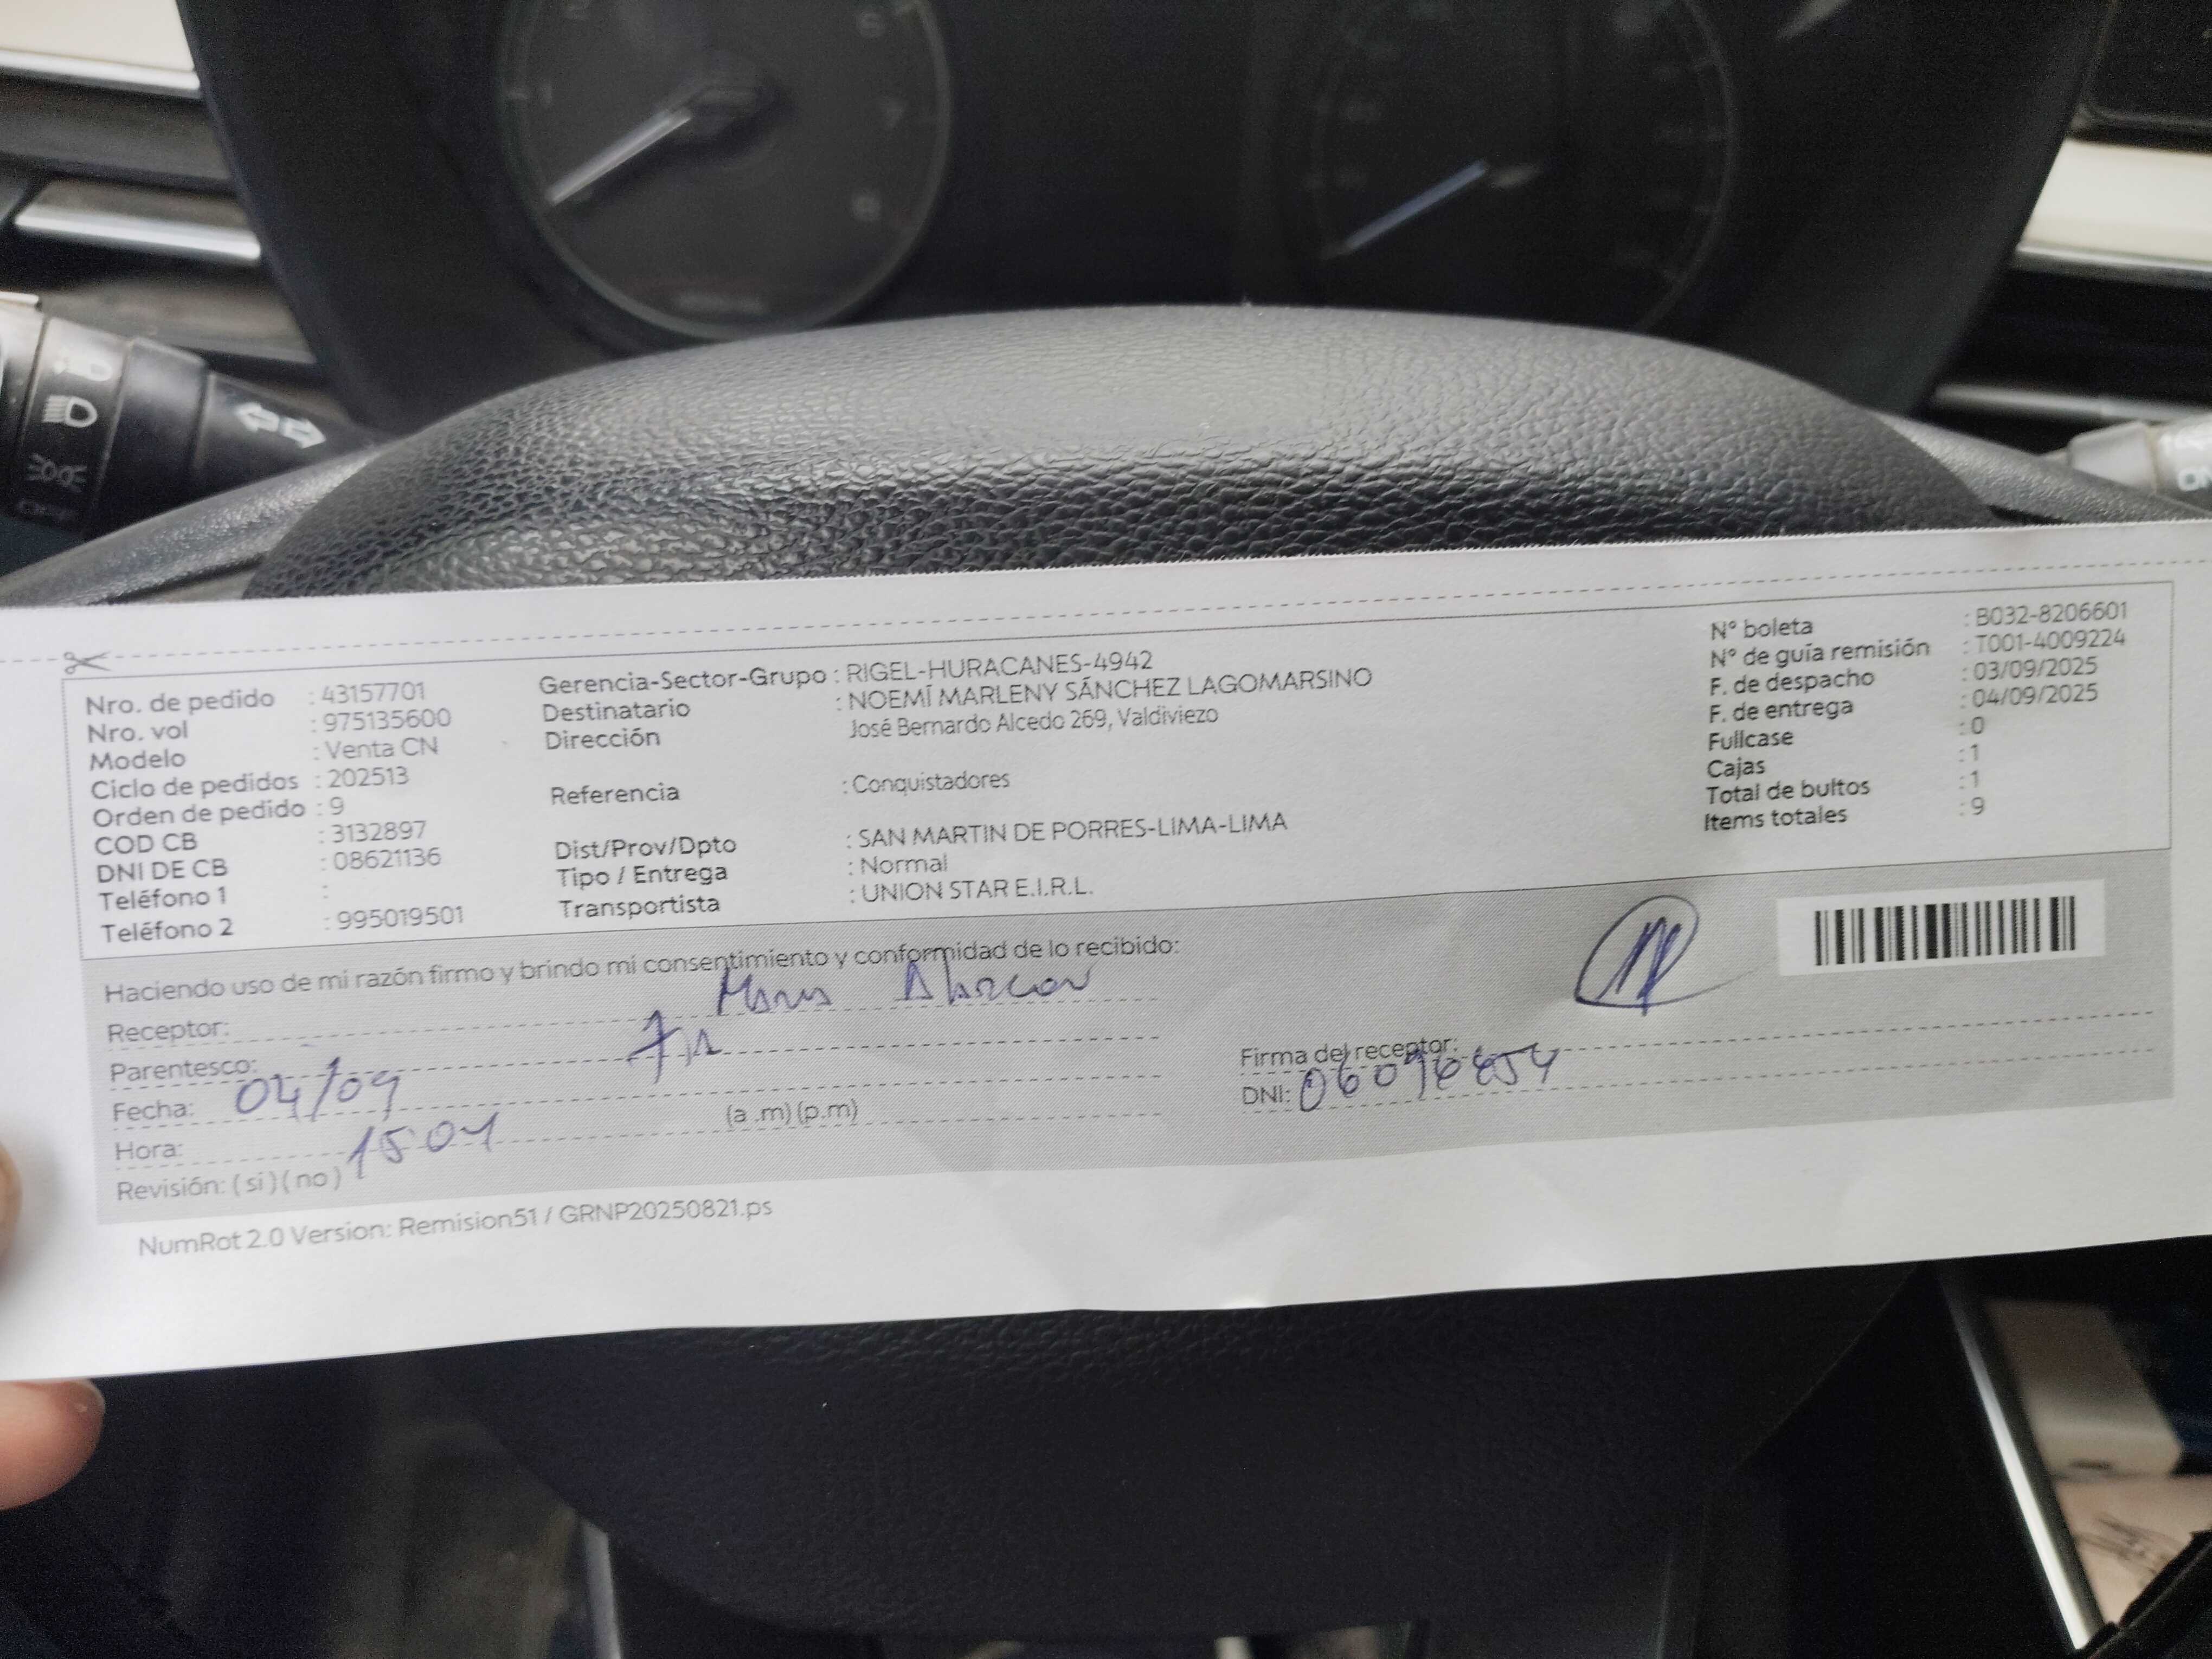 Nro. de pedido : 43157701
Nro. vol : 975135600
Modelo : Venta CN
Ciclo de pedidos : 202513
Orden de pedido : 9
COD CB : 3132897
DNI DE CB : 08621136
Teléfono 1 :
Teléfono 2 : 995019501
Gerencia-Sector-Grupo : RIGEL-HURACANES-4942
Destinatario : NOEMÍ MARLENY SÁNCHEZ LAGOMARSINO
Dirección José Bernardo Alcedo 269, Valdiviezo
Referencia : Conquistadores
Dist/Prov/Dpto : SAN MARTIN DE PORRES-LIMA-LIMA
Tipo / Entrega : Normal
Transportista : UNION STAR E.I.R.L.
N° boleta : B032-8206601
N° de guía remisión : T001-4009224
F. de despacho : 03/09/2025
F. de entrega : 04/09/2025
Fullcase : 0
Cajas : 1
Total de bultos : 1
Items totales : 9
Haciendo uso de mi razón firmo y brindo mi consentimiento y conformidad de lo recibido:
Receptor:
Parentesco:
Fecha: 04/09
Hora: 1504 (a .m) (p.m)
Revisión: ( si ) ( no )
Firma del receptor:
DNI:
NumRot 2.0 Version: Remision51 / GRNP20250821.ps